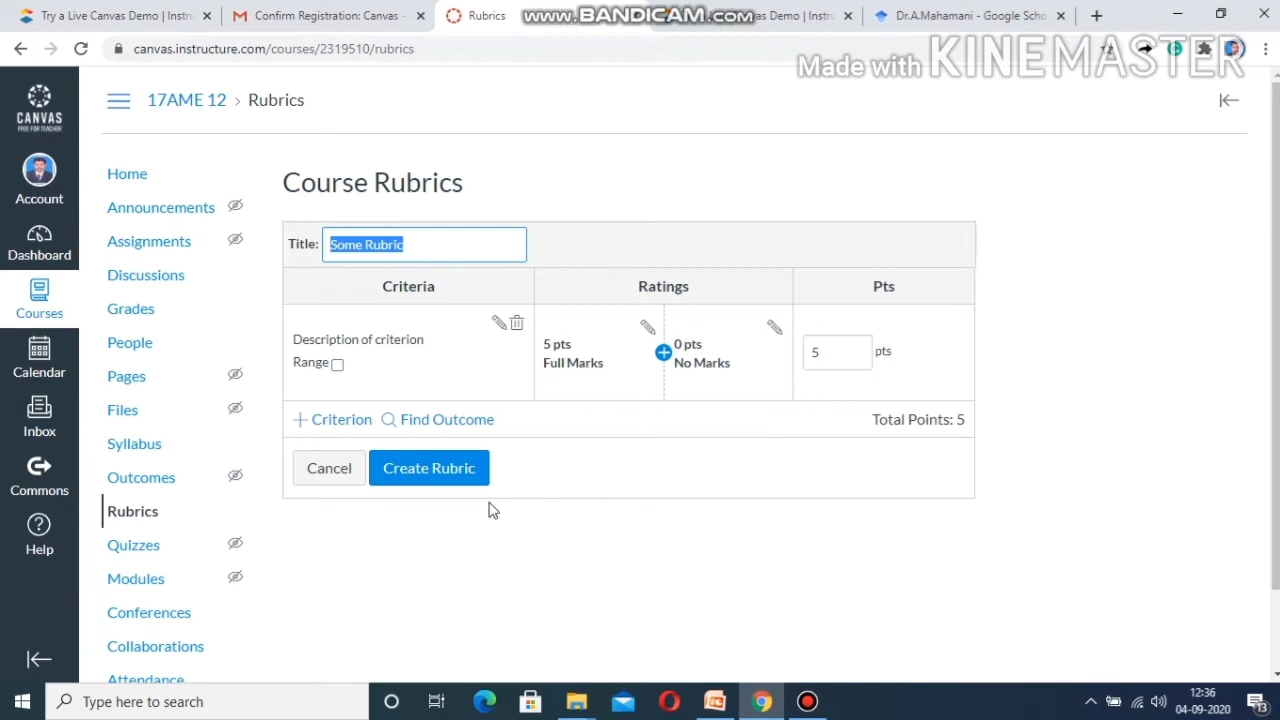 Try a Live Canvas Demo | Instru
Confirm Registration: Canvas -
Rubrics
as Demo | Instru
Dr.A.Mahamani - Google Scho
www.BANDICAM.com
canvas.instructure.com/courses/2319510/rubrics
Made with KINEMASTER
CANVAS
FREE FOR TEACHER
Account
Dashboard
Courses
Calendar
Inbox
Commons
Help
17AME 12 › Rubrics
Home
Announcements
Assignments
Discussions
Grades
People
Pages
Files
Syllabus
Outcomes
Rubrics
Quizzes
Modules
Conferences
Collaborations
Attendance
Course Rubrics
Title: Some Rubric
Criteria Ratings Pts
Description of criterion
Range
5 pts
Full Marks
0 pts
No Marks
5 pts
+ Criterion Find Outcome Total Points: 5
Cancel Create Rubric
Type here to search
12:36
04-09-2020
13